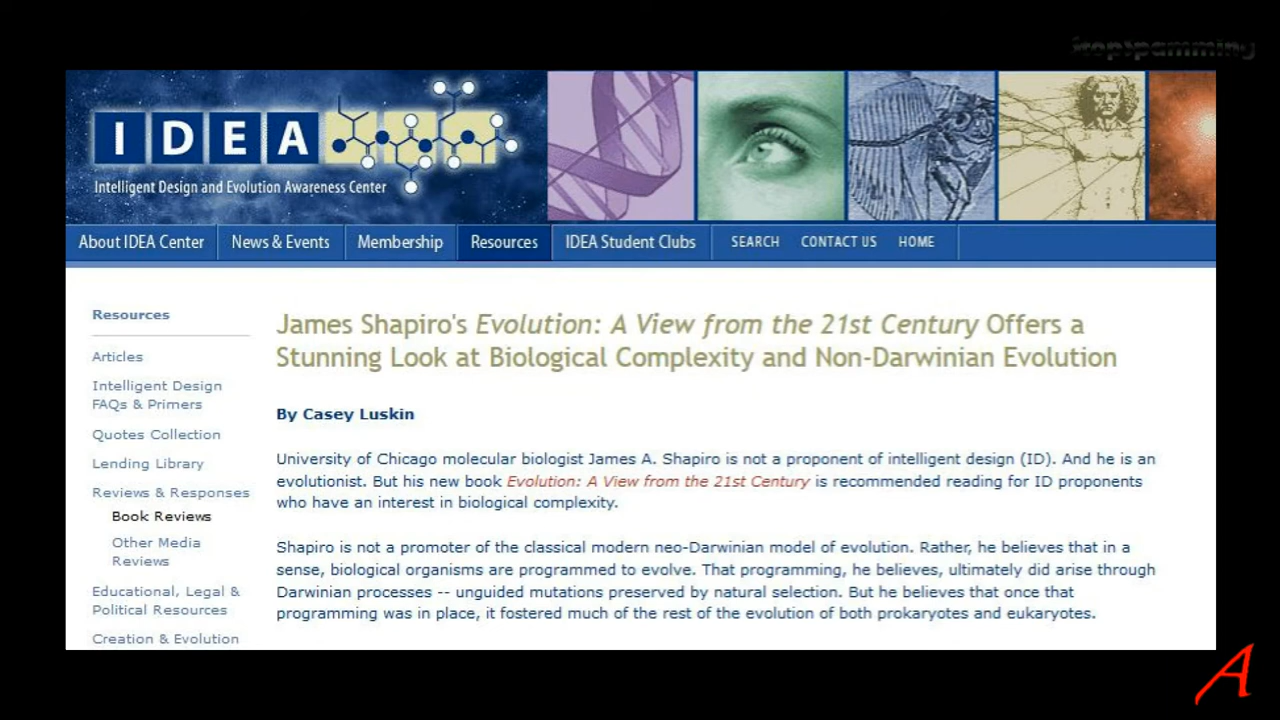 StopSpamming
IDEA
Intelligent Design and Evolution Awareness Center
About IDEA Center News & Events Membership Resources IDEA Student Clubs SEARCH CONTACT US HOME
Resources
Articles
Intelligent Design
FAQs & Primers
Quotes Collection
Lending Library
Reviews & Responses
Book Reviews
Other Media
Reviews
Educational, Legal &
Political Resources
Creation & Evolution
James Shapiro's Evolution: A View from the 21st Century Offers a
Stunning Look at Biological Complexity and Non-Darwinian Evolution
By Casey Luskin
University of Chicago molecular biologist James A. Shapiro is not a proponent of intelligent design (ID). And he is an
evolutionist. But his new book Evolution: A View from the 21st Century is recommended reading for ID proponents
who have an interest in biological complexity.
Shapiro is not a promoter of the classical modern neo-Darwinian model of evolution. Rather, he believes that in a
sense, biological organisms are programmed to evolve. That programming, he believes, ultimately did arise through
Darwinian processes -- unguided mutations preserved by natural selection. But he believes that once that
programming was in place, it fostered much of the rest of the evolution of both prokaryotes and eukaryotes.
A